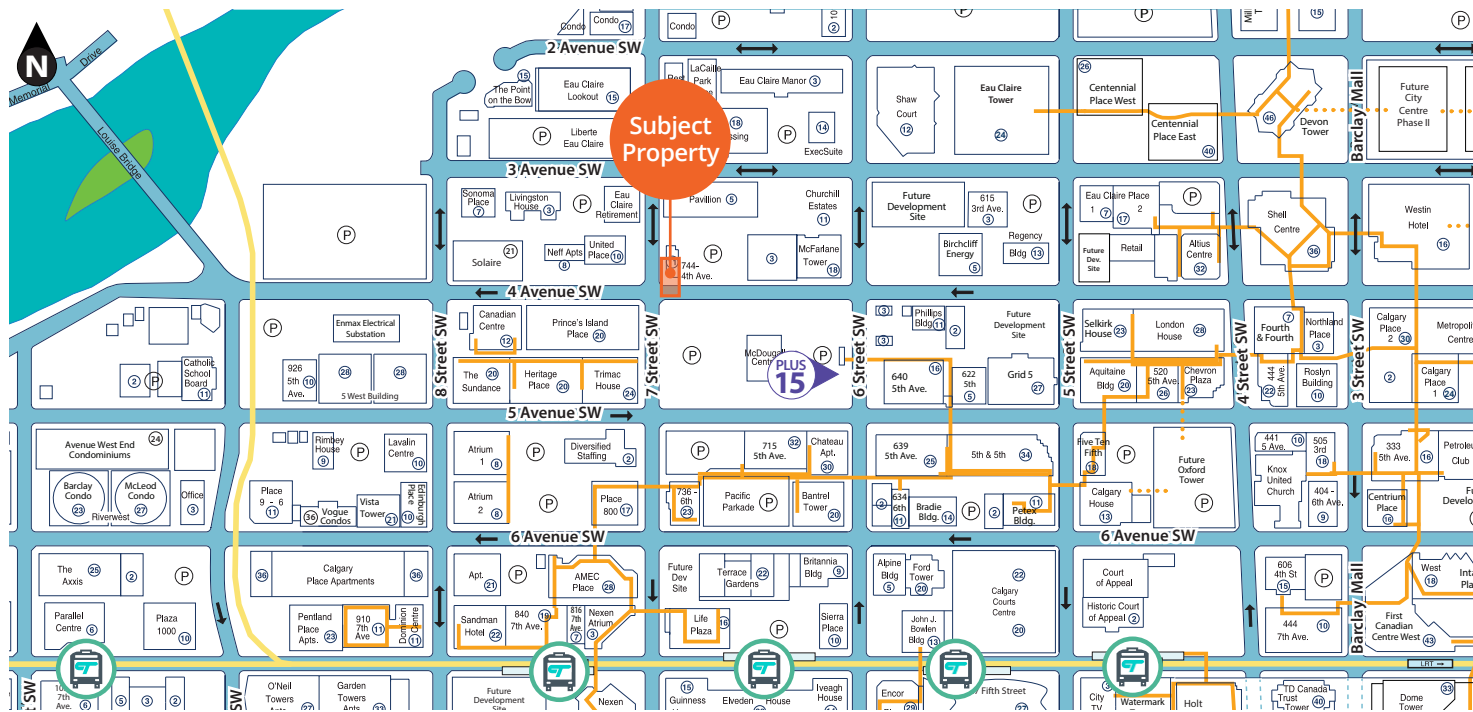 Condo
Condo
17
P
Condo
10
2
P
P
Mill
T
15
P
N
Drive
Memorial
Louise Bridge
2 Avenue SW
15
The Point
on the Bow
Eau Claire
Lookout
15
LaCaille
Park
Eau Claire Manor
3
Liberte
Eau Claire
P
Subject
Property
18
P
14
ExecSuite
Shaw
Court
12
Eau Claire
Tower
24
26
Centennial
Place West
Centennial
Place East
40
46
Devon
Tower
Barclay Mall
Future
City
Centre
Phase II
3 Avenue SW
P
Sonoma
Place
7
Livingston
House
3
P
Eau
Claire
Retirement
Solaire
21
Neff Apts
8
United
Place
10
Pavillion
5
Churchill
Estates
11
744-
4th Ave.
P
3
McFarlane
Tower
18
Future
Development
Site
615
3rd Ave.
3
P
Birchcliff
Energy
5
Regency
Bldg
13
Eau Claire Place
1
7
17
2
P
Future
Dev.
Site
Retail
Altius
Centre
32
Shell
Centre
36
Westin
Hotel
16
4 Avenue SW
8 Street SW
7 Street SW
6 Street SW
5 Street SW
4 Street SW
3 Street SW
2
P
Catholic
School
Board
11
P
Enmax Electrical
Substation
926
5th
Ave.
10
28
28
5 West Building
Canadian
Centre
12
Prince's Island
Place
20
The
Sundance
20
Heritage
Place
20
Trimac
House
24
P
McDougall
Centre
P
PLUS
15
3
3
Phillips
Bldg
11
2
Future
Development
Site
640
5th Ave.
16
622
5th
5
Grid 5
27
Selkirk
House
23
London
House
28
Aquitaine
Bldg
20
520
5th Ave.
26
Chevron
Plaza
23
7
Fourth
& Fourth
Northland
Place
3
444
5th Ave.
22
Roslyn
Building
10
Calgary
Place
2
30
Metropolitan
Centre
2
Calgary
Place
1
24
5 Avenue SW
Avenue West End
Condominiums
24
Barclay
Condo
23
McLeod
Condo
27
Riverwest
Office
3
Rimbey
House
9
P
Lavalin
Centre
10
Place
9 - 6
11
36
Vogue
Condos
Vista
Tower
21
Edinburgh
Place
10
Atrium
1
8
Atrium
2
8
Diversified
Staffing
2
P
Place
800
17
P
715
5th Ave.
32
Chateau
Apt.
30
736 -
6th
23
Pacific
Parkade
P
Bantrel
Tower
20
639
5th Ave.
25
5th & 5th
34
2
634
6th
11
Bradie Bldg.
14
2
11
Petex
Bldg.
Five Ten
Fifth
18
P
Calgary
House
13
Future
Oxford
Tower
P
441
5 Ave.
10
505
3rd
18
Knox
United
Church
404 -
6th Ave.
9
333
5th Ave.
16
Petroleum
Club
Centrium
Place
16
6 Avenue SW
6 Avenue SW
The
Axxis
25
2
P
Parallel
Centre
6
Plaza
1000
10
36
Calgary
Place Apartments
36
Pentland
Place
Apts.
23
910
7th
Ave
11
Dominion
Centre
11
Apt.
21
P
AMEC
Place
28
Sandman
Hotel
22
840
7th Ave.
19
816
7th
Ave.
7
Nexen
Atrium
3
Future
Dev
Site
Terrace
Gardens
22
Britannia
Bldg
9
Life
Plaza
16
P
Sierra
Place
10
Alpine
Bldg
5
Ford
Tower
20
John J.
Bowlen
Bldg
13
22
Calgary
Courts
Centre
20
Court
of Appeal
Historic Court
of Appeal
2
606
4th St
15
P
444
7th Ave.
10
Barclay Mall
West
18
First
Canadian
Centre West
43
LRT →
7th
Ave.
6
5
3
2
SW
SW
O'Neil
Towers
27
Garden
Towers
Future
Development
Nexen
15
Guinness
Elveden House
Iveagh
House
Encor
Fifth Street
City
TV
Watermark
Holt
TD Canada
Trust
Tower
40
Dome
Tower
33